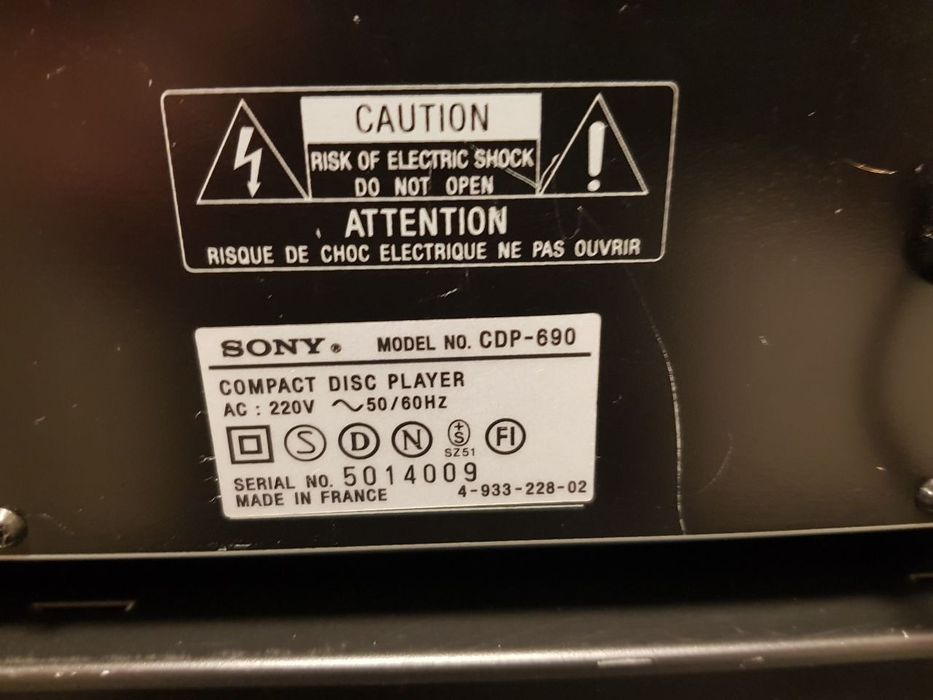 CAUTION
RISK OF ELECTRIC SHOCK
DO NOT OPEN
ATTENTION
RISQUE DE CHOC ELECTRIQUE NE PAS OUVRIR
SONY® MODEL NO. CDP-690
COMPACT DISC PLAYER
AC : 220V ～50/60HZ
S D N +S FI
SZ51
SERIAL NO. 5014009
MADE IN FRANCE 4-933-228-02